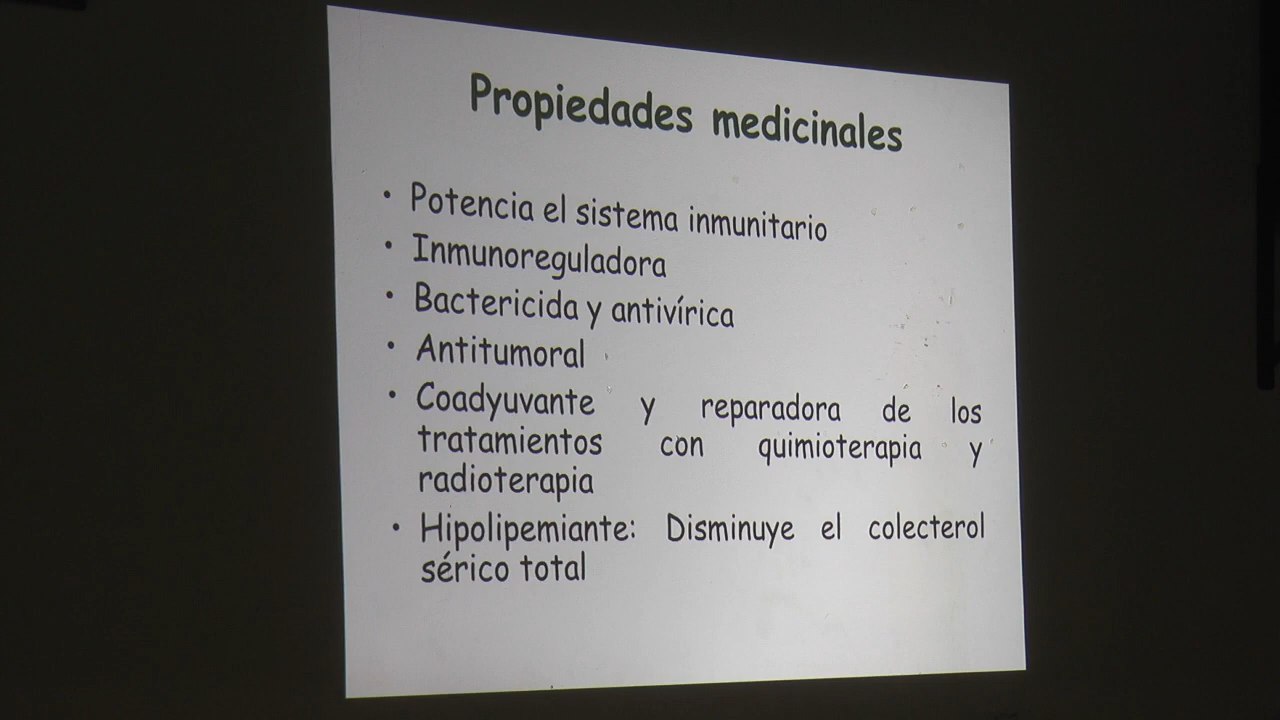 Propiedades medicinales
• Potencia el sistema inmunitario
• Inmunoreguladora
• Bactericida y antivírica
• Antitumoral
• Coadyuvante y reparadora de los
tratamientos con quimioterapia y
radioterapia
• Hipolipemiante: Disminuye el colecterol
sérico total